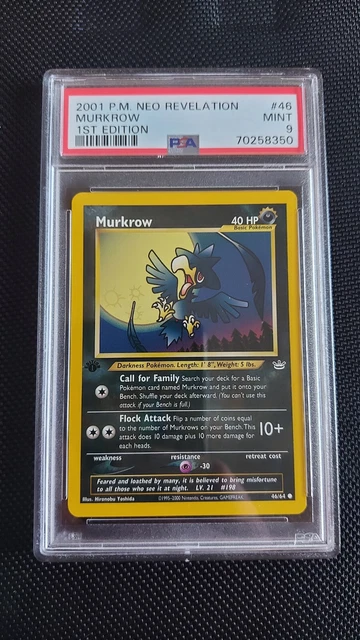 2001 P.M. NEO REVELATION #46
MURKROW MINT
1ST EDITION PSA 9
70258350
Murkrow 40 HP
Basic Pokémon
Darkness Pokémon. Length: 1' 8", Weight: 5 lbs.
Call for Family Search your deck for a Basic
Pokémon card named Murkrow and put it onto your
Bench. Shuffle your deck afterward. (You can't use this
attack if your Bench is full.)
Flock Attack Flip a number of coins equal
to the number of Murkrows on your Bench. This
attack does 10 damage plus 10 more damage for
each heads.
10+
weakness resistance retreat cost
-30
Feared and loathed by many, it is believed to bring misfortune
to all those who see it at night. LV. 21 #198
Illus. Hironobu Yoshida ©1995-2000 Nintendo, Creatures, GAMEFREAK. 46/64